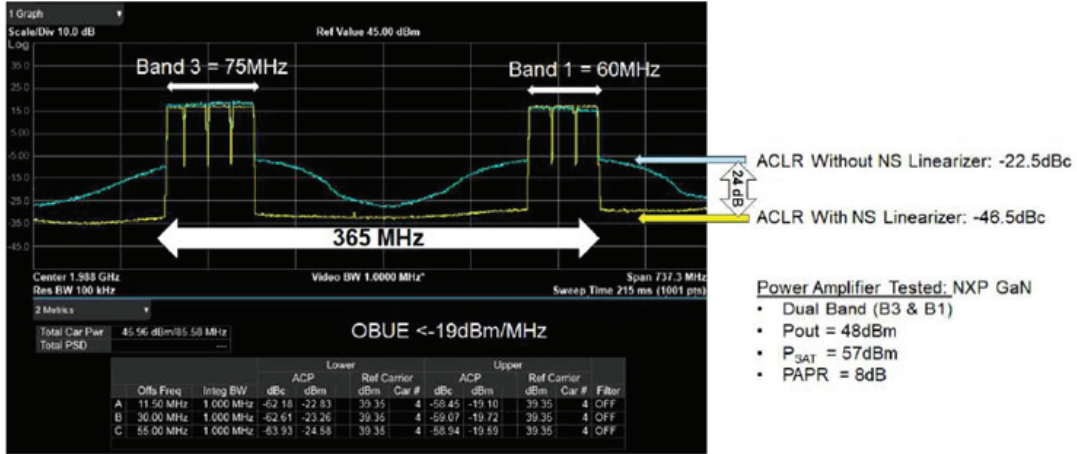 1 Graph
Scale/Div 10.0 dB
Ref Value 45.00 dBm
Log
35.0
25.0
15.0
5.00
-5.00
-15.0
-25.0
-35.0
-45.0
Band 3 = 75MHz
Band 1 = 60MHz
365 MHz
24 dB
ACLR Without NS Linearizer: -22.5dBc
ACLR With NS Linearizer: -46.5dBc
Center 1.988 GHz
Video BW 1.0000 MHz*
Span 737.3 MHz
Res BW 100 kHz
Sweep Time 215 ms (1001 pts)
2 Metrics
Total Car Pwr 45.96 dBm/85.58 MHz
Total PSD ---
OBUE <-19dBm/MHz
Lower Upper
ACP Ref Carrier ACP Ref Carrier
Offs Freq Integ BW dBc dBm dBm Car # dBc dBm dBm Car # Filter
A 11.50 MHz 1.000 MHz -62.18 -22.83 39.35 4 -58.45 -19.10 39.35 4 OFF
B 30.00 MHz 1.000 MHz -62.61 -23.26 39.35 4 -59.07 -19.72 39.35 4 OFF
C 55.00 MHz 1.000 MHz -63.93 -24.58 39.35 4 -58.94 -19.59 39.35 4 OFF
Power Amplifier Tested: NXP GaN
• Dual Band (B3 & B1)
• Pout = 48dBm
• PSAT = 57dBm
• PAPR = 8dB